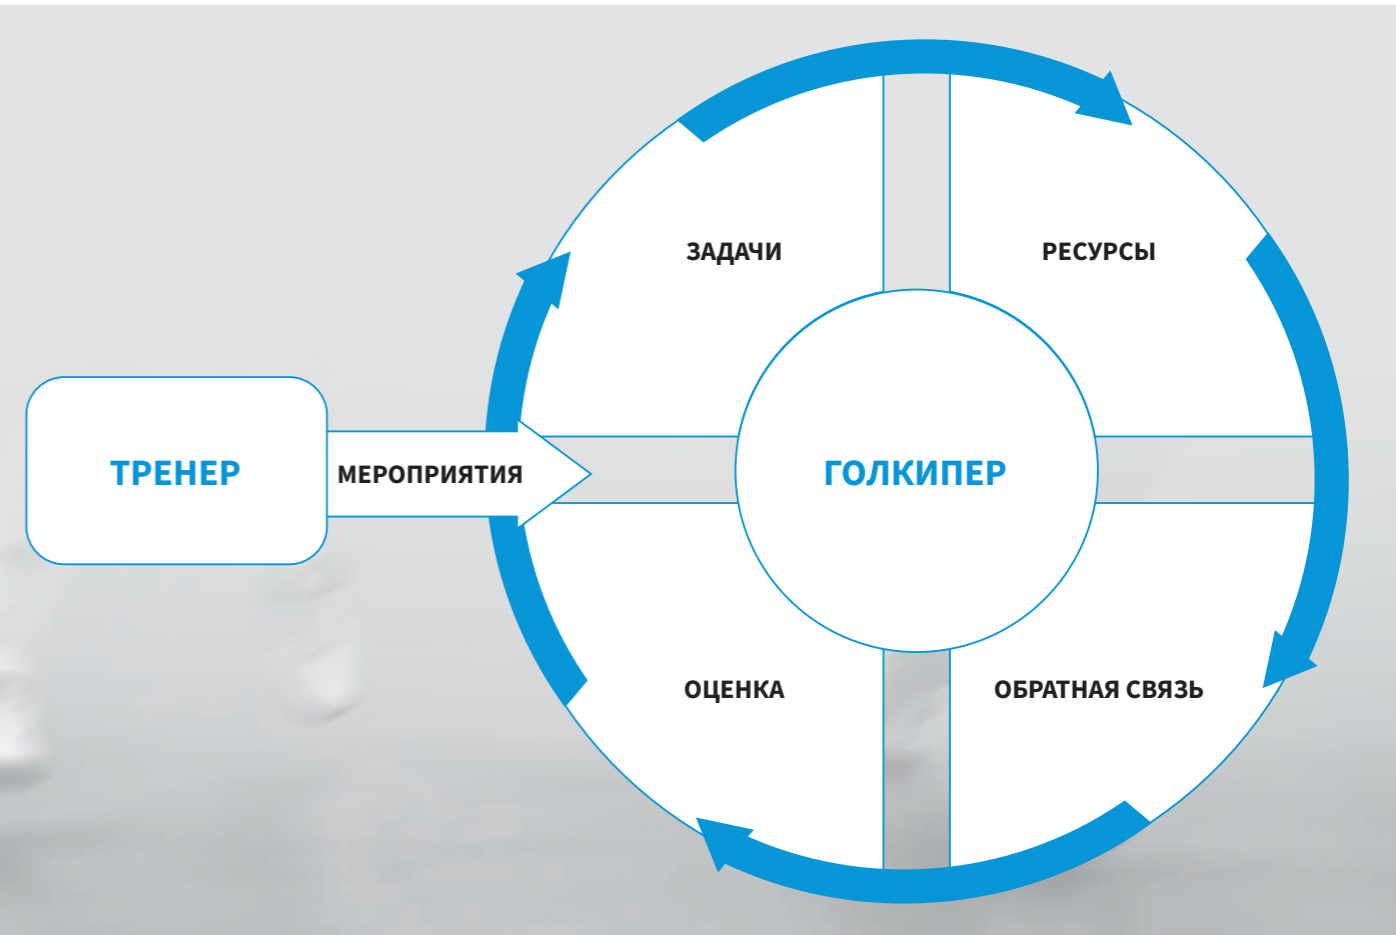 ЗАДАЧИ
РЕСУРСЫ
ТРЕНЕР
МЕРОПРИЯТИЯ
ГОЛКИПЕР
ОЦЕНКА
ОБРАТНАЯ СВЯЗЬ